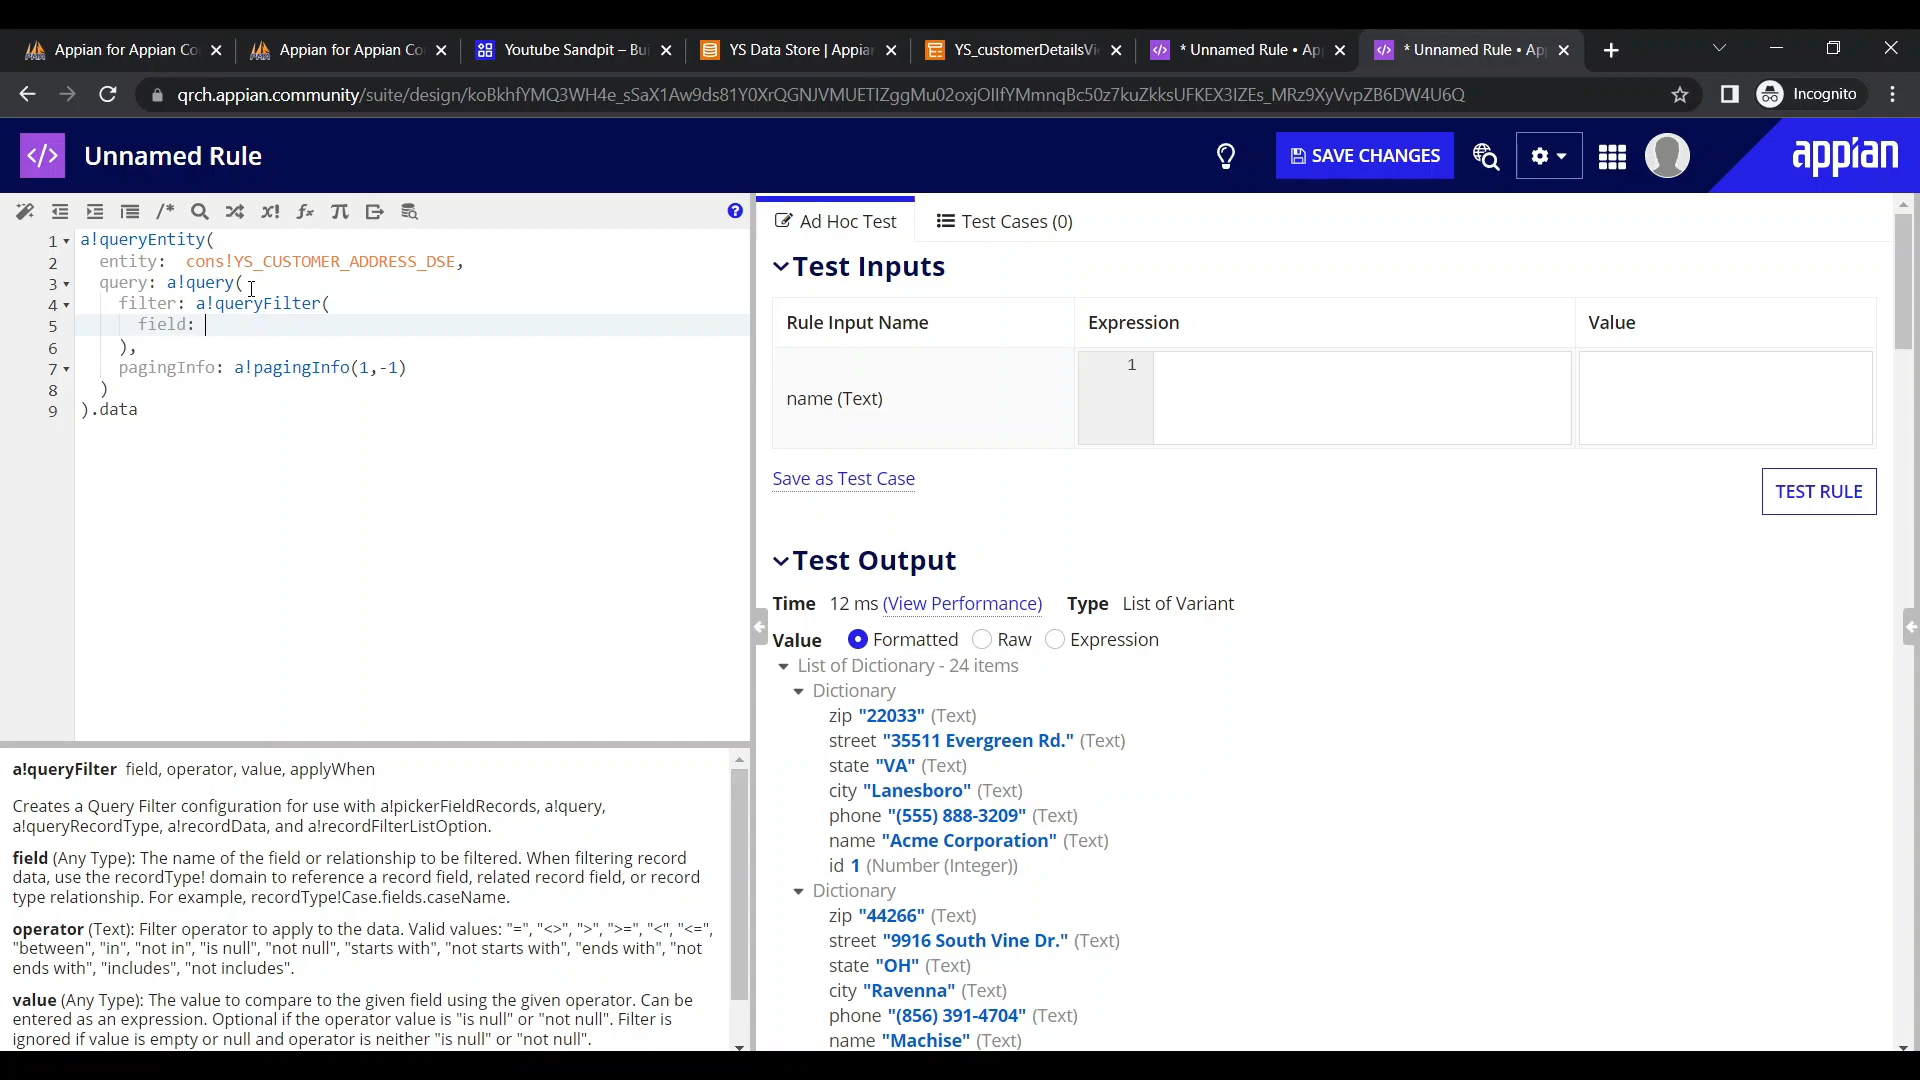 Appian for Appian Co
Appian for Appian Co
Youtube Sandpit – Bui
YS Data Store | Appian
YS_customerDetailsVi
* Unnamed Rule • Ap
* Unnamed Rule • Ap
qrch.appian.community/suite/design/koBkhfYMQ3WH4e_sSaX1Aw9ds81Y0XrQGNJVMUETIZggMu02oxjOIIfYMmnqBc50z7kuZkksUFKEX3IZEs_MRz9XyVvpZB6DW4U6Q
Incognito
Unnamed Rule
SAVE CHANGES
appian
1 a!queryEntity(
2 entity: cons!YS_CUSTOMER_ADDRESS_DSE,
3 query: a!query(
4 filter: a!queryFilter(
5 field:
6 ),
7 pagingInfo: a!pagingInfo(1,-1)
8 )
9 ).data
a!queryFilter field, operator, value, applyWhen
Creates a Query Filter configuration for use with a!pickerFieldRecords, a!query,
a!queryRecordType, a!recordData, and a!recordFilterListOption.
field (Any Type): The name of the field or relationship to be filtered. When filtering record
data, use the recordType! domain to reference a record field, related record field, or record
type relationship. For example, recordType!Case.fields.caseName.
operator (Text): Filter operator to apply to the data. Valid values: "=", "<>", ">", ">=", "<", "<=",
"between", "in", "not in", "is null", "not null", "starts with", "not starts with", "ends with", "not
ends with", "includes", "not includes".
value (Any Type): The value to compare to the given field using the given operator. Can be
entered as an expression. Optional if the operator value is "is null" or "not null". Filter is
ignored if value is empty or null and operator is neither "is null" or "not null".
Ad Hoc Test
Test Cases (0)
Test Inputs
Rule Input Name Expression Value
name (Text) 1
Save as Test Case
TEST RULE
Test Output
Time 12 ms (View Performance) Type List of Variant
Value Formatted Raw Expression
List of Dictionary - 24 items
Dictionary
zip "22033" (Text)
street "35511 Evergreen Rd." (Text)
state "VA" (Text)
city "Lanesboro" (Text)
phone "(555) 888-3209" (Text)
name "Acme Corporation" (Text)
id 1 (Number (Integer))
Dictionary
zip "44266" (Text)
street "9916 South Vine Dr." (Text)
state "OH" (Text)
city "Ravenna" (Text)
phone "(856) 391-4704" (Text)
name "Machise" (Text)